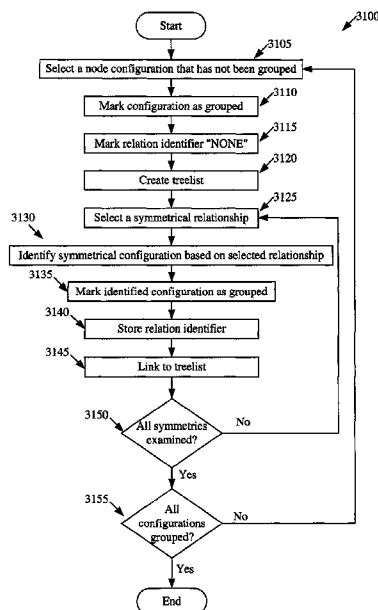 Start
3100
3105
Select a node configuration that has not been grouped
3110
Mark configuration as grouped
3115
Mark relation identifier "NONE"
3120
Create treelist
3125
Select a symmetrical relationship
3130
Identify symmetrical configuration based on selected relationship
3135
Mark identified configuration as grouped
3140
Store relation identifier
3145
Link to treelist
3150
All symmetries
examined?
No
Yes
3155
All
configurations
grouped?
No
Yes
End